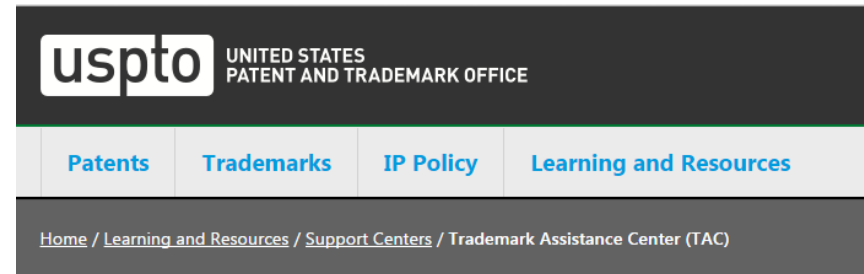 uspto
UNITED STATES
PATENT AND TRADEMARK OFFICE
Patents Trademarks IP Policy Learning and Resources
Home / Learning and Resources / Support Centers / Trademark Assistance Center (TAC)